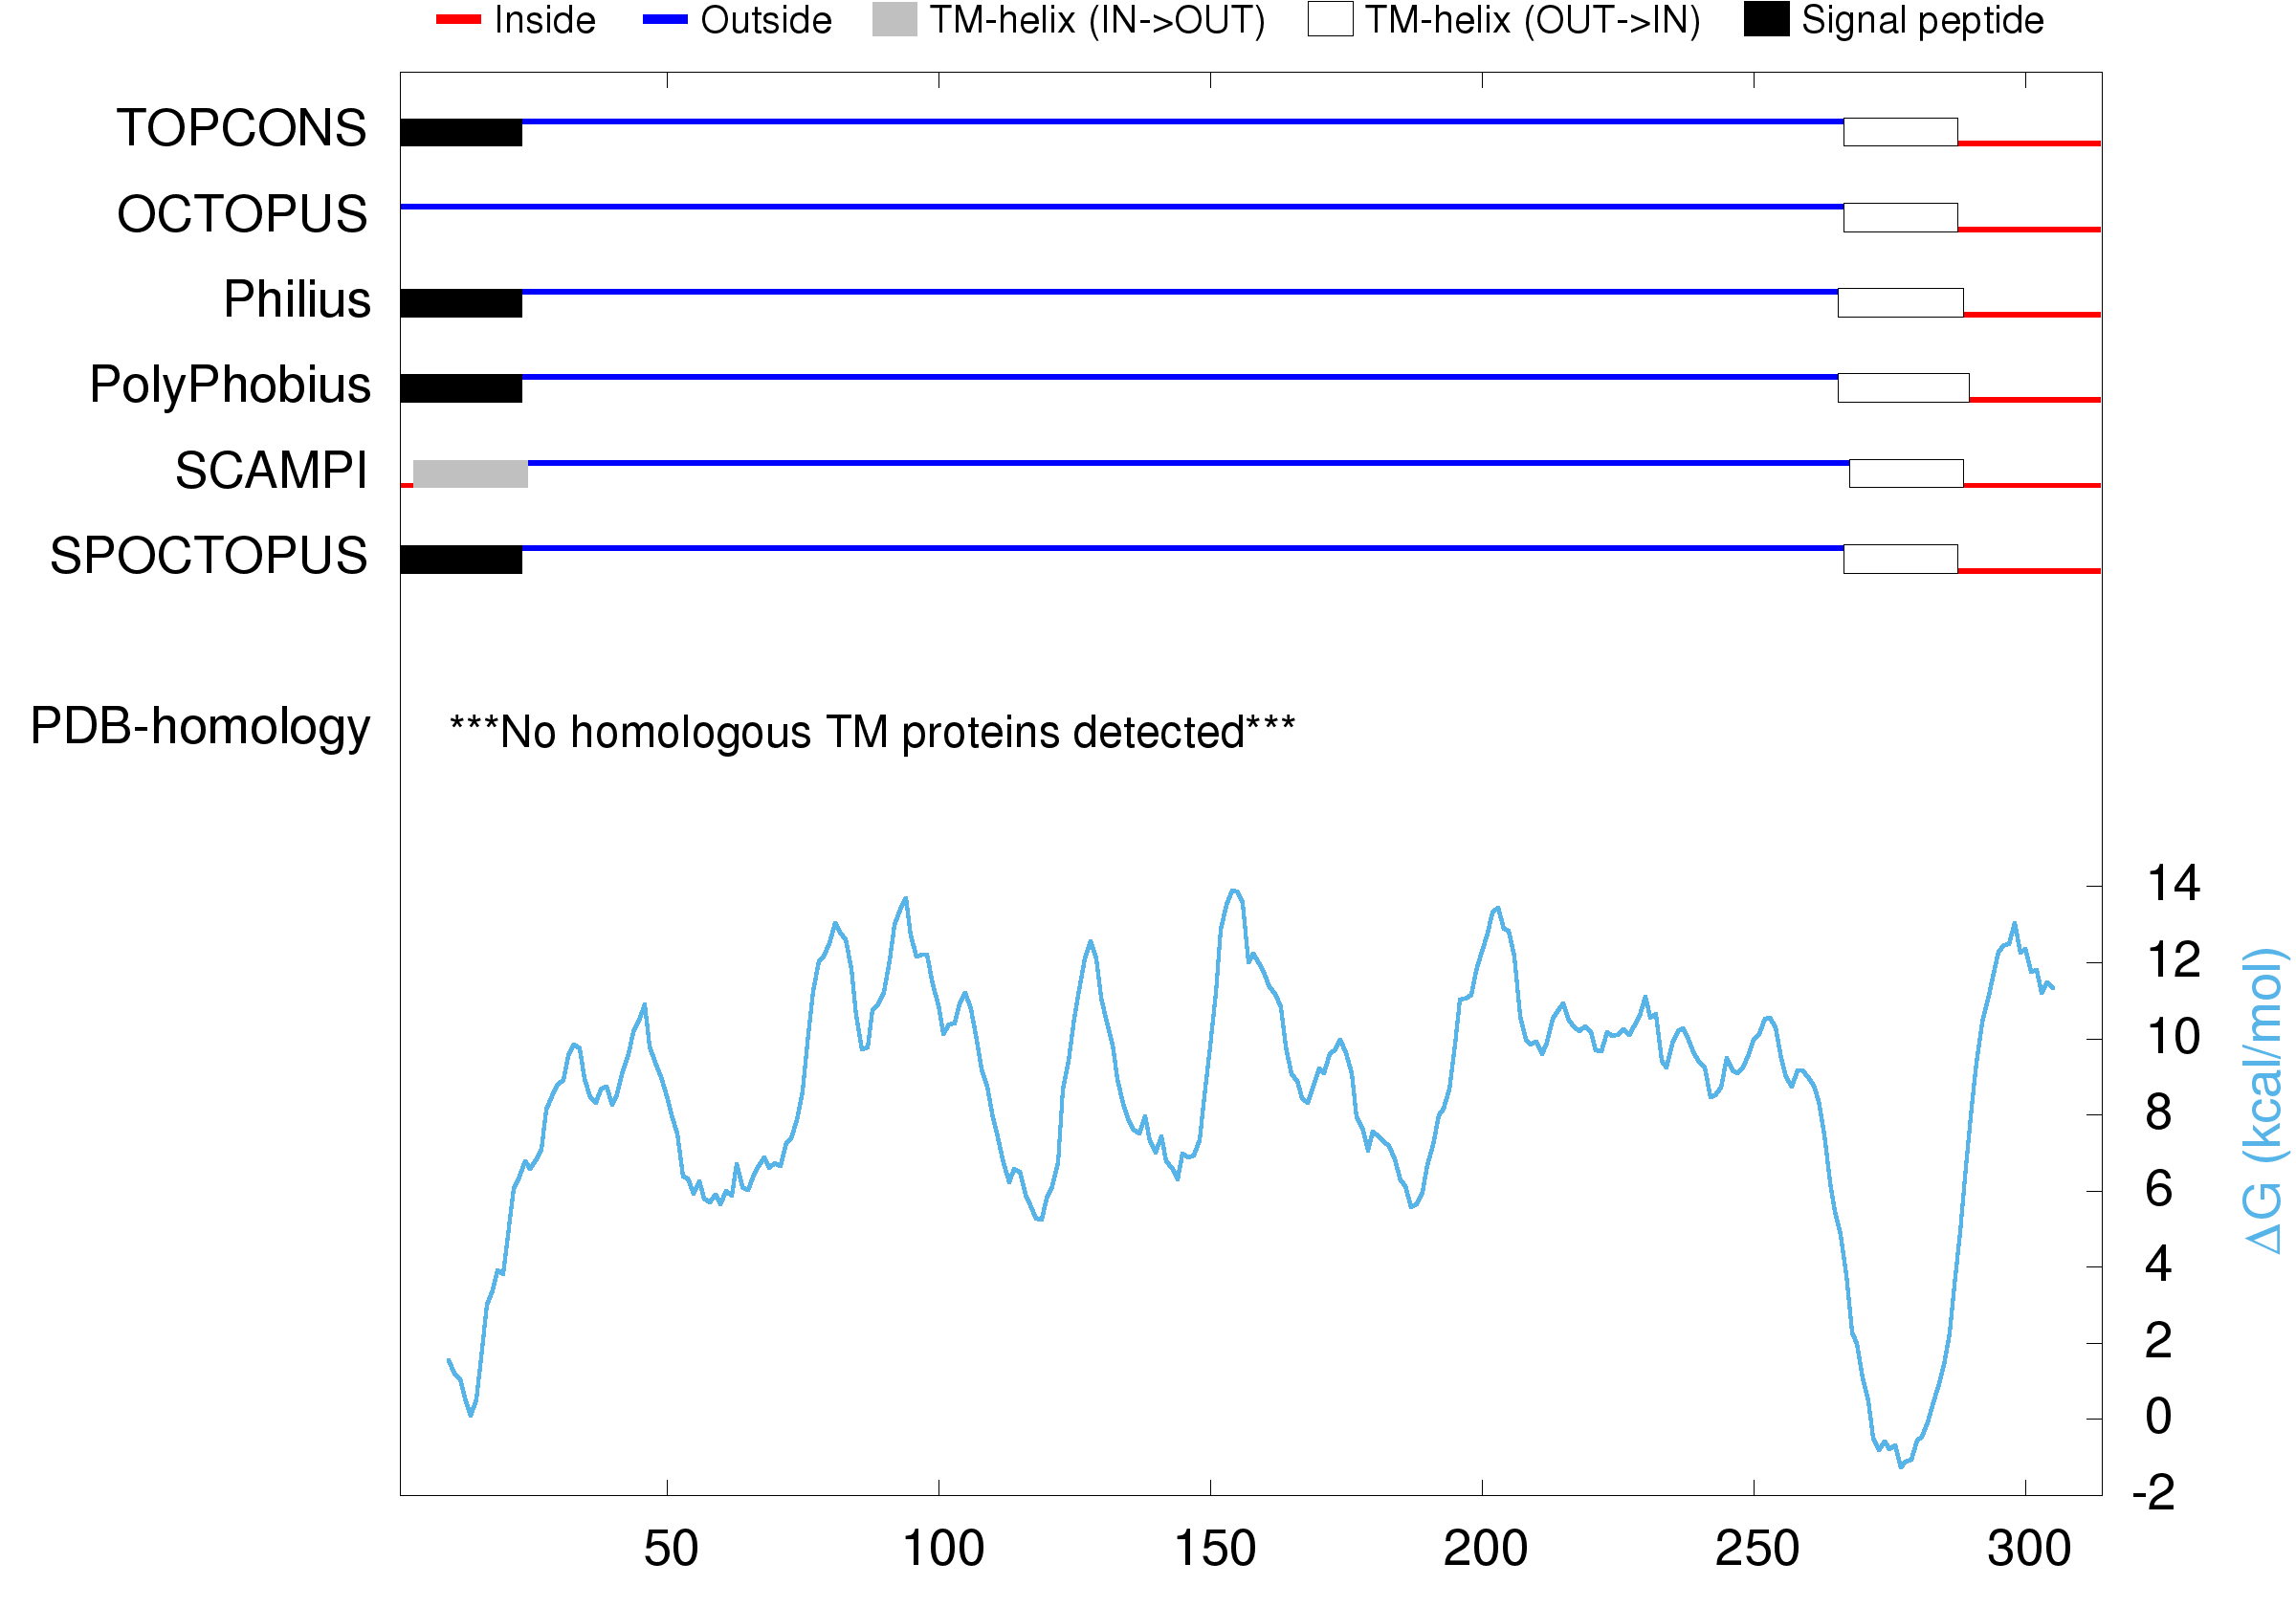 Inside Outside TM-helix (IN->OUT) TM-helix (OUT->IN) Signal peptide
TOPCONS
OCTOPUS
Philius
PolyPhobius
SCAMPI
SPOCTOPUS
PDB-homology ***No homologous TM proteins detected***
14
12
10
8
6
4
2
0
-2
ΔG (kcal/mol)
50 100 150 200 250 300